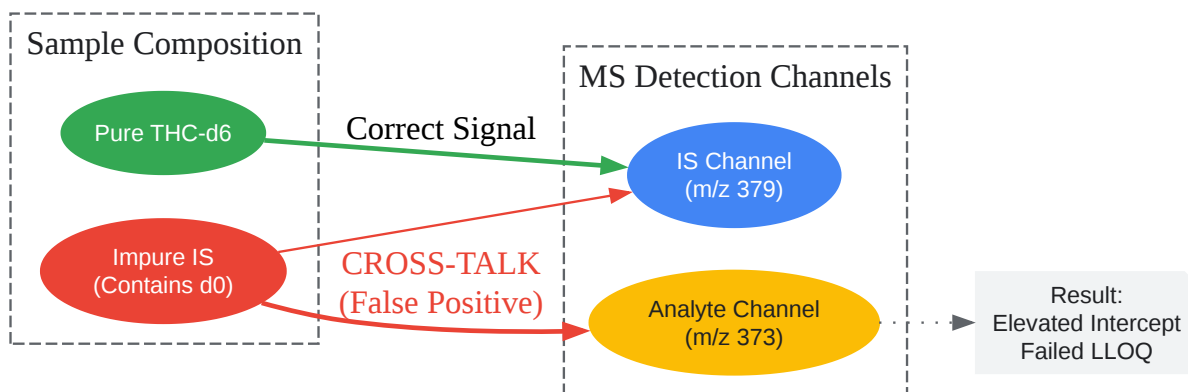 Sample Composition
Pure THC-d6
Impure IS
(Contains d0)
Correct Signal
CROSS-TALK
(False Positive)
MS Detection Channels
IS Channel
(m/z 379)
Analyte Channel
(m/z 373)
Result:
Elevated Intercept
Failed LLOQ